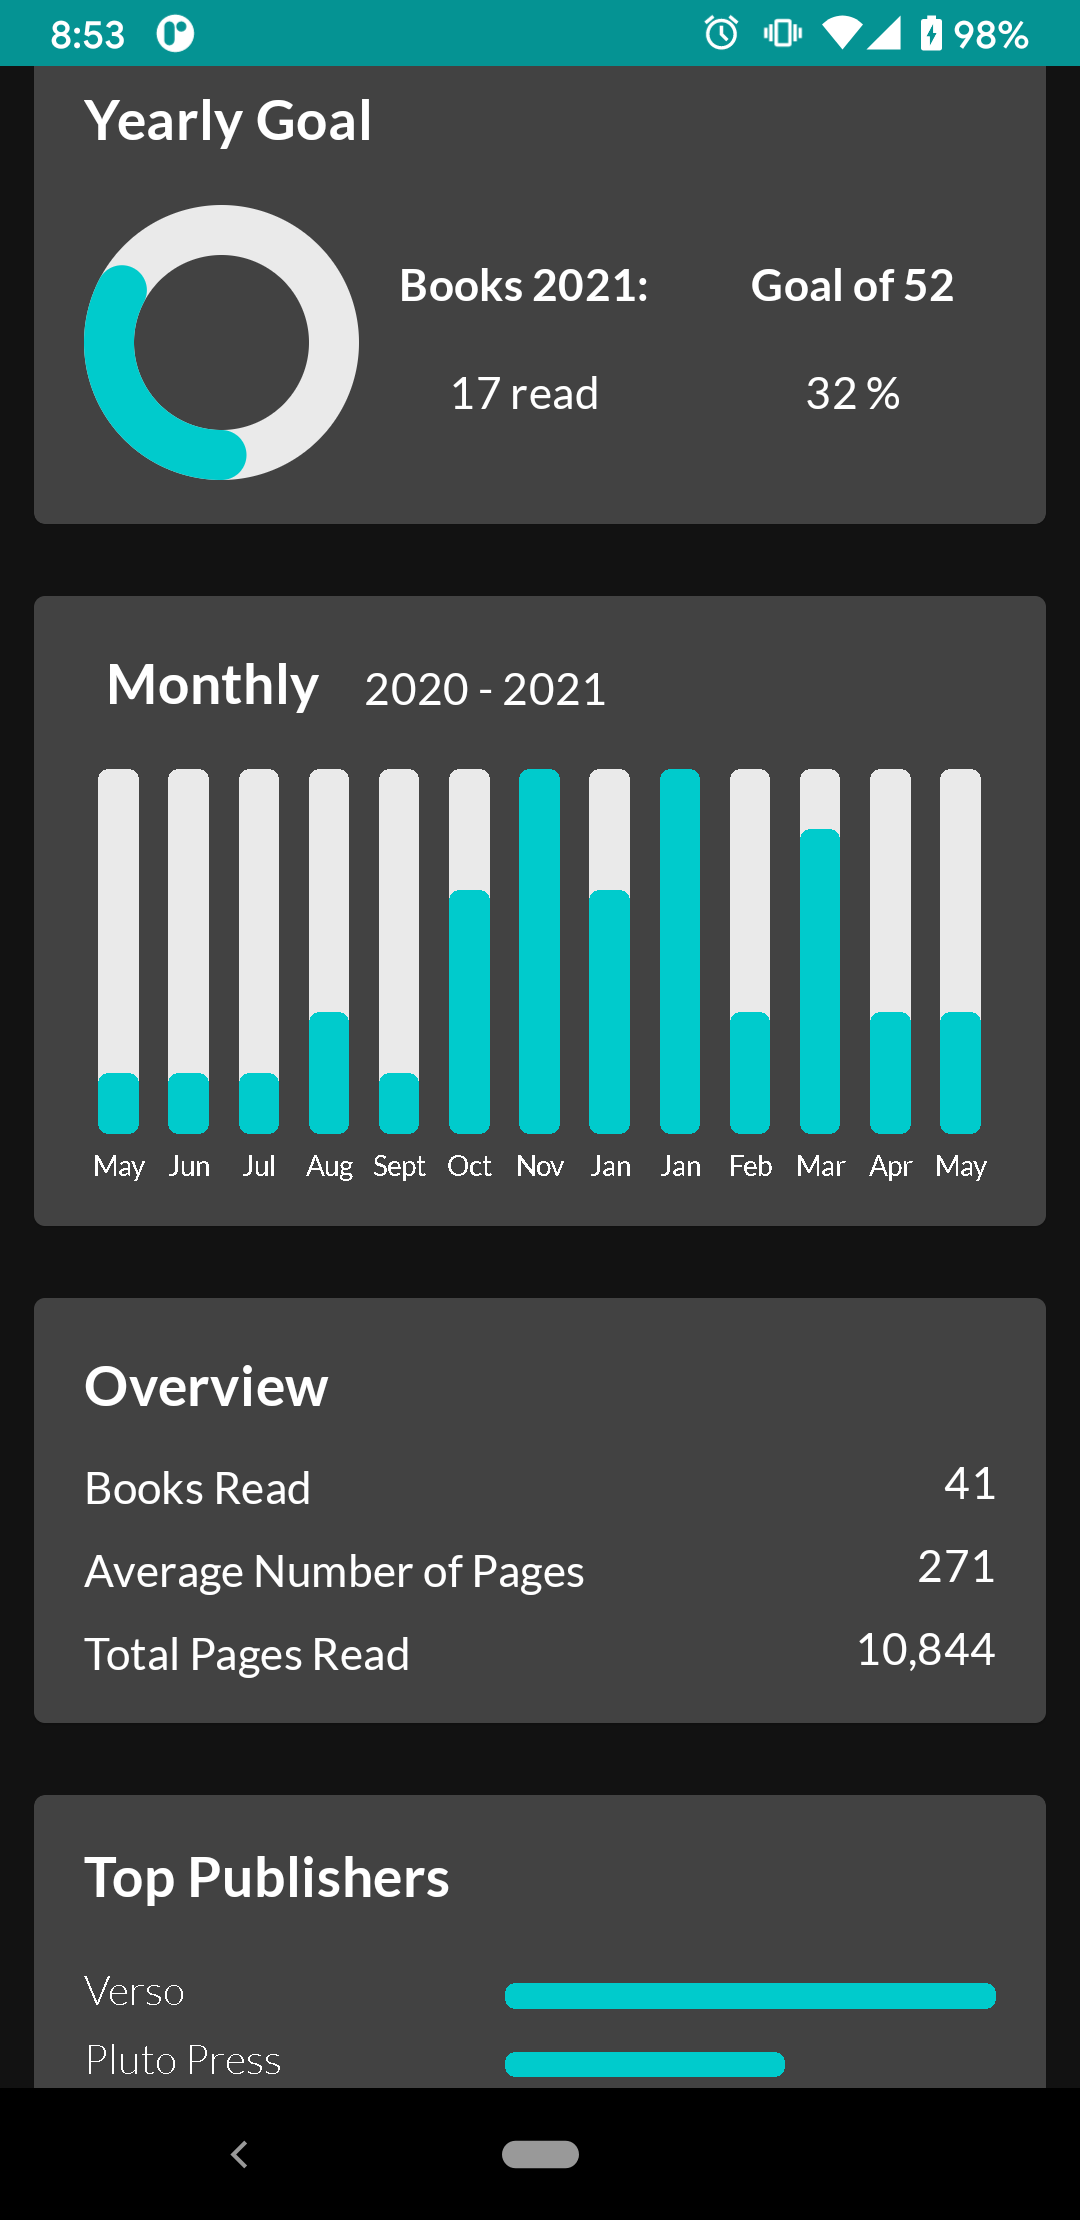 8:53 98%
Yearly Goal
Books 2021: Goal of 52
17 read 32 %
Monthly 2020 - 2021
May Jun Jul Aug Sept Oct Nov Jan Jan Feb Mar Apr May
Overview
Books Read 41
Average Number of Pages 271
Total Pages Read 10,844
Top Publishers
Verso
Pluto Press